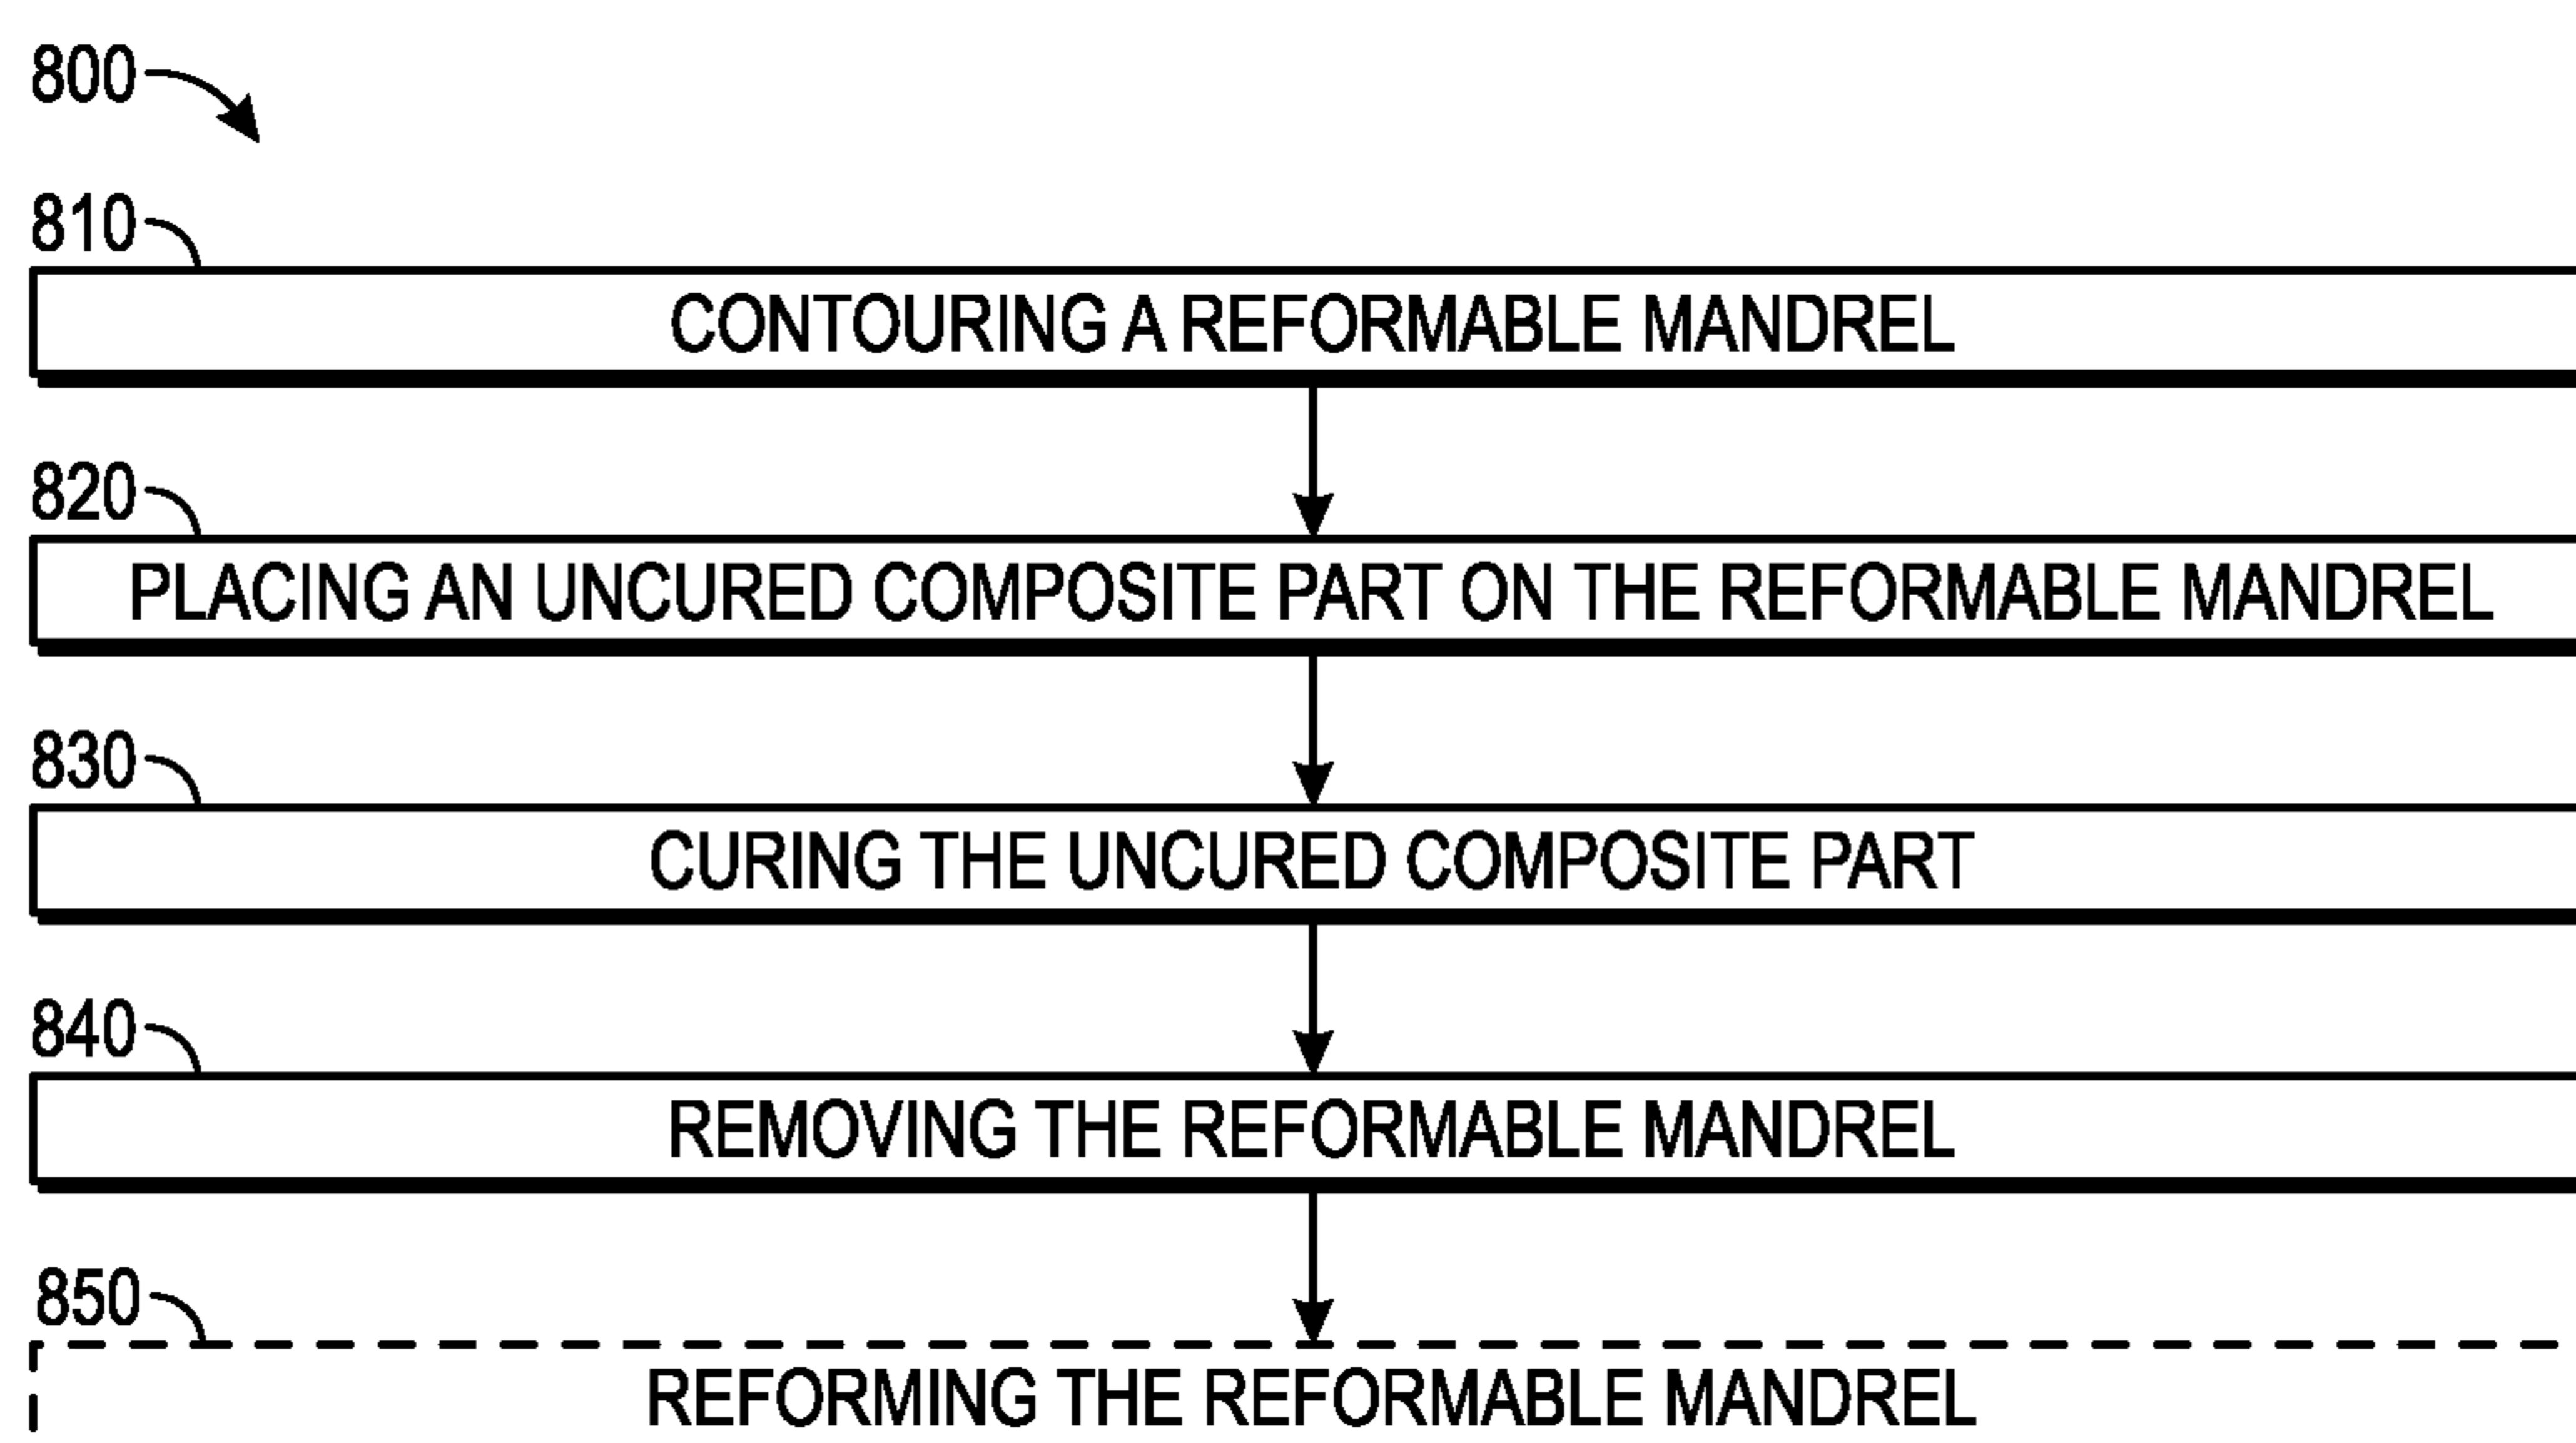 800
810
CONTOURING A REFORMABLE MANDREL
820
PLACING AN UNCURED COMPOSITE PART ON THE REFORMABLE MANDREL
830
CURING THE UNCURED COMPOSITE PART
840
REMOVING THE REFORMABLE MANDREL
850
REFORMING THE REFORMABLE MANDREL